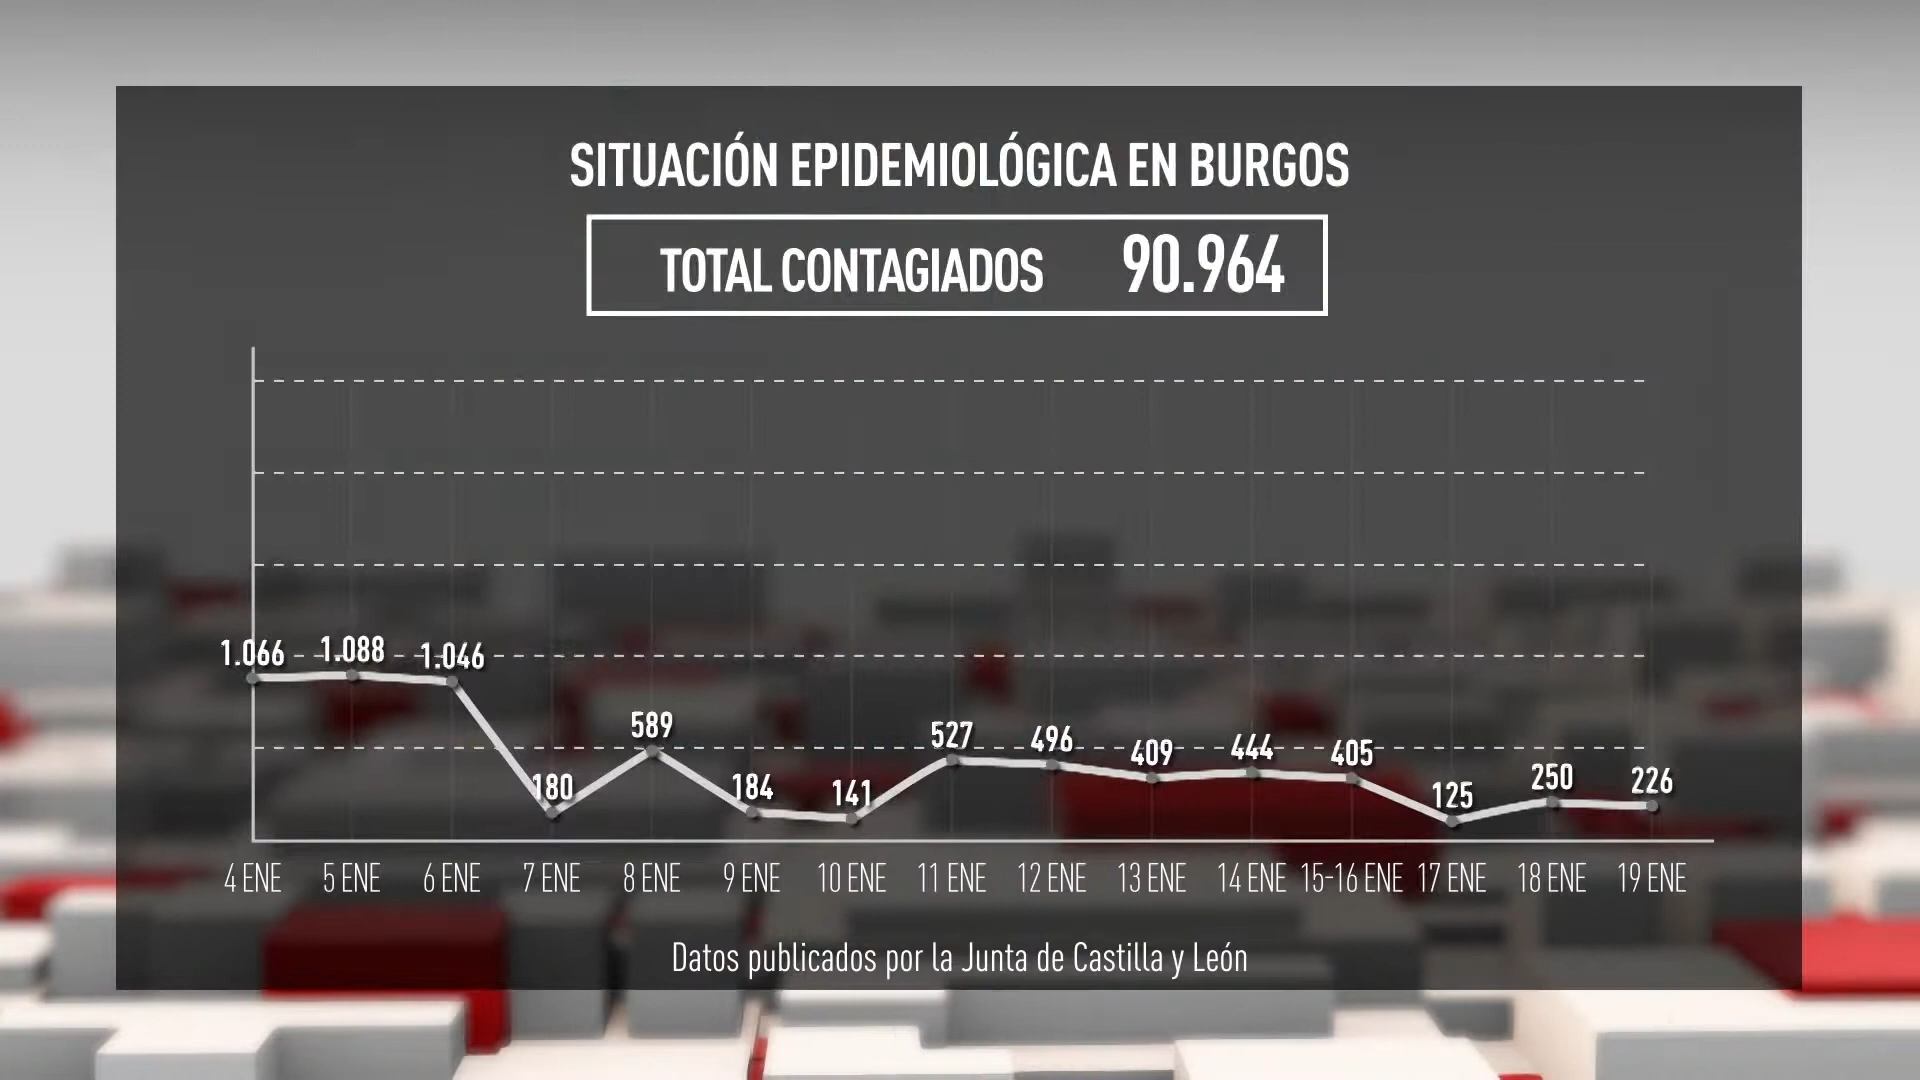 SITUACIÓN EPIDEMIOLÓGICA EN BURGOS
TOTAL CONTAGIADOS 90.964
1.066 1.088 1.046 180 589 184 141 527 496 409 444 405 125 250 226
4 ENE 5 ENE 6 ENE 7 ENE 8 ENE 9 ENE 10 ENE 11 ENE 12 ENE 13 ENE 14 ENE 15-16 ENE 17 ENE 18 ENE 19 ENE
Datos publicados por la Junta de Castilla y León